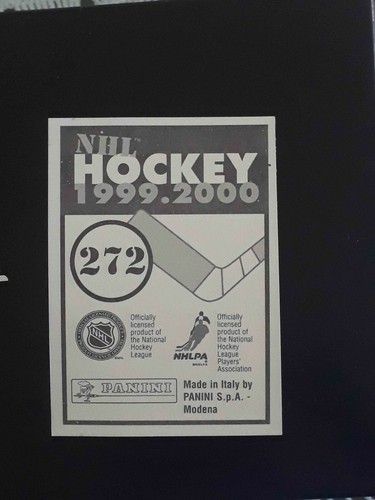 NHL
HOCKEY
1999.2000
272
Officially
licensed
product of
the National
Hockey
League
NHL
NHLPA
Officially
licensed
product of
the National
Hockey
League
Players'
Association
PANINI
Made in Italy by
PANINI S.p.A. -
Modena